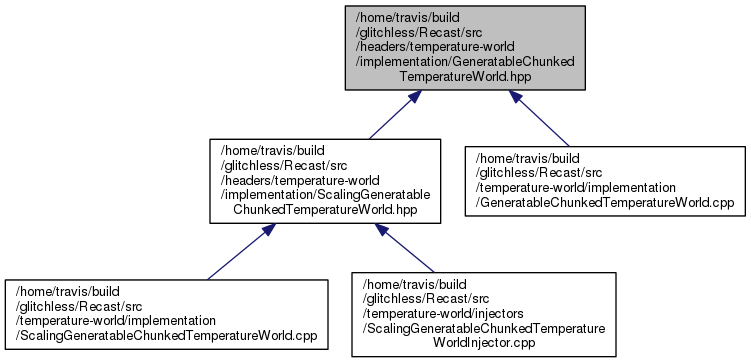 /home/travis/build
/glitchless/Recast/src
/headers/temperature-world
/implementation/GeneratableChunked
TemperatureWorld.hpp
/home/travis/build
/glitchless/Recast/src
/headers/temperature-world
/implementation/ScalingGeneratable
ChunkedTemperatureWorld.hpp
/home/travis/build
/glitchless/Recast/src
/temperature-world/implementation
/GeneratableChunkedTemperatureWorld.cpp
/home/travis/build
/glitchless/Recast/src
/temperature-world/implementation
/ScalingGeneratableChunkedTemperatureWorld.cpp
/home/travis/build
/glitchless/Recast/src
/temperature-world/injectors
/ScalingGeneratableChunkedTemperature
WorldInjector.cpp